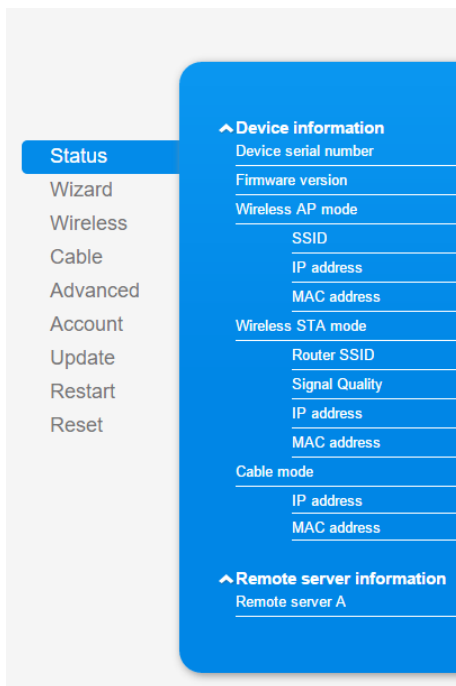 Status
Wizard
Wireless
Cable
Advanced
Account
Update
Restart
Reset
Device information
Device serial number
Firmware version
Wireless AP mode
SSID
IP address
MAC address
Wireless STA mode
Router SSID
Signal Quality
IP address
MAC address
Cable mode
IP address
MAC address
Remote server information
Remote server A